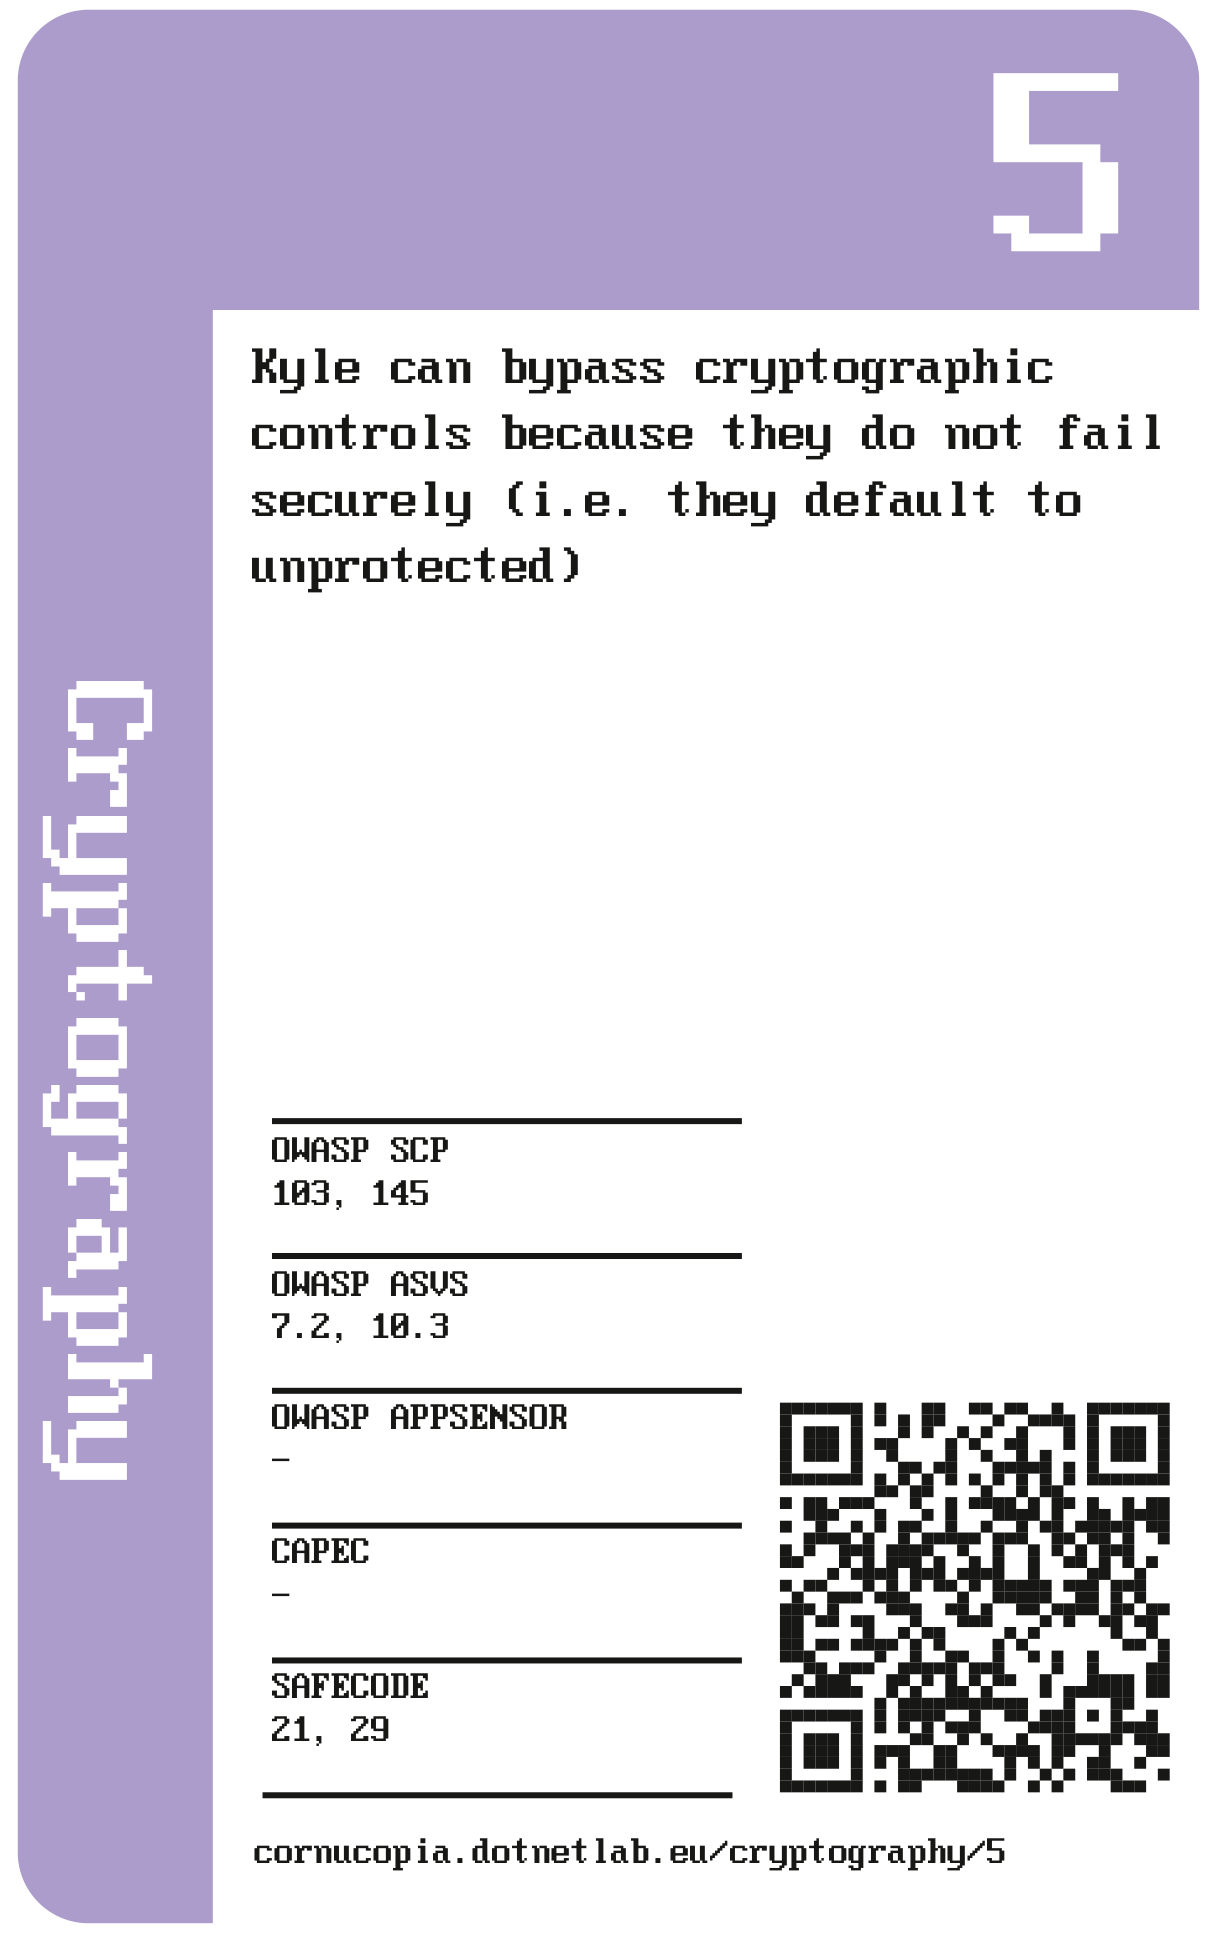 5
Kyle can bypass cryptographic
controls because they do not fail
securely (i.e. they default to
unprotected)
Cryptography
OWASP SCP
103, 145
OWASP ASVS
7.2, 10.3
OWASP APPSENSOR
–
CAPEC
–
SAFECODE
21, 29
cornucopia.dotnetlab.eu/cryptography/5